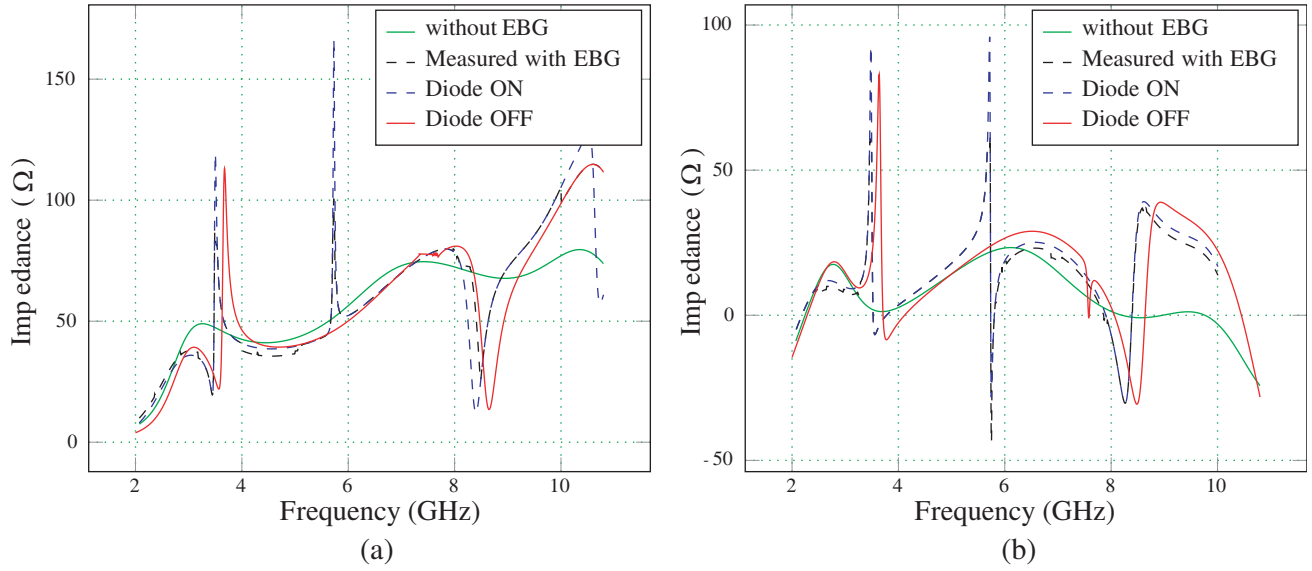 without EBG
Measured with EBG
Diode ON
Diode OFF
150
100
50
0
Imp edance (Ω)
2
4
6
8
10
Frequency (GHz)
(a)
without EBG
Measured with EBG
Diode ON
Diode OFF
100
50
0
-50
Imp edance (Ω)
2
4
6
8
10
Frequency (GHz)
(b)